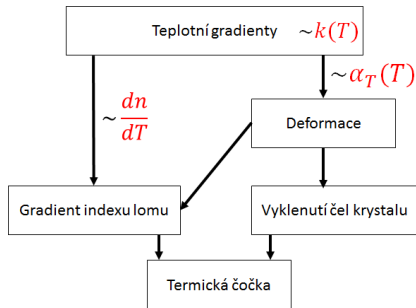 Teplotní gradienty ~k(T)
~α_T(T)
~dn/dT
Deformace
Gradient indexu lomu
Vyklenutí čel krystalu
Termická čočka